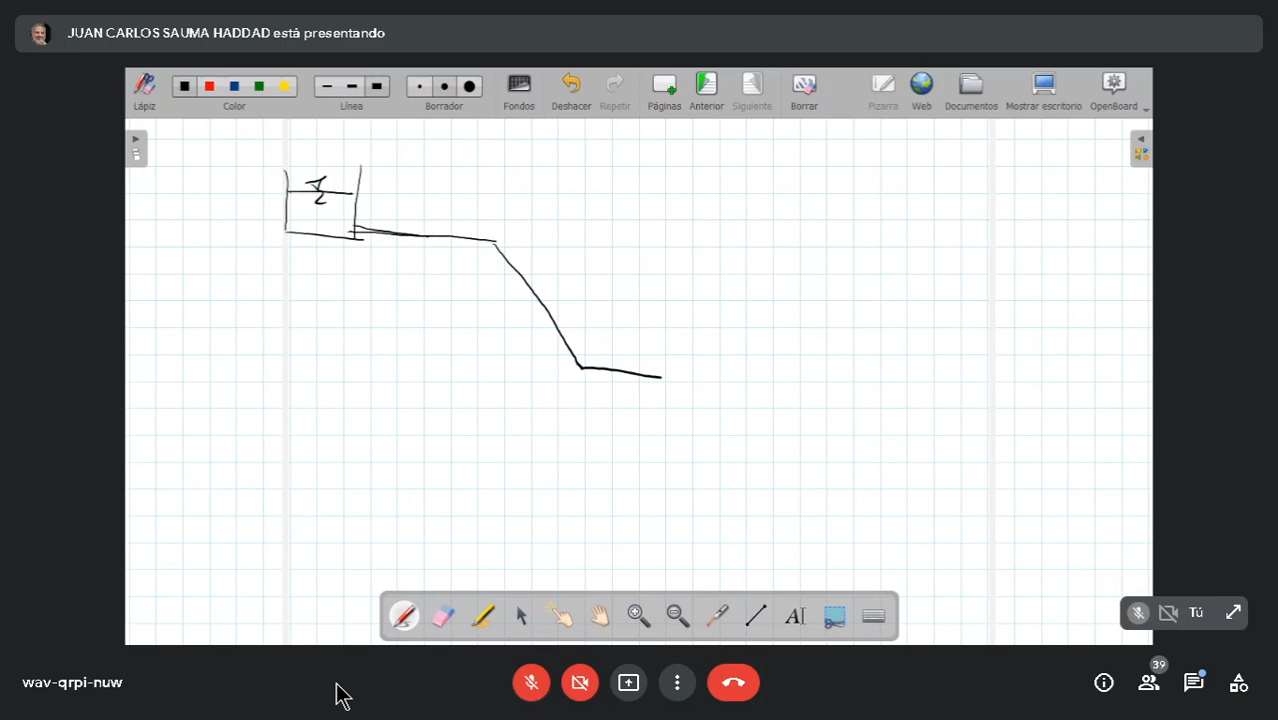 JUAN CARLOS SAUMA HADDAD está presentando
Lápiz
Color
Línea
Borrador
Fondos
Deshacer
Repetir
Páginas
Anterior
Siguiente
Borrar
Pizarra
Web
Documentos
Mostrar escritorio
OpenBoard
A
Tú
wav-qrpi-nuw
39